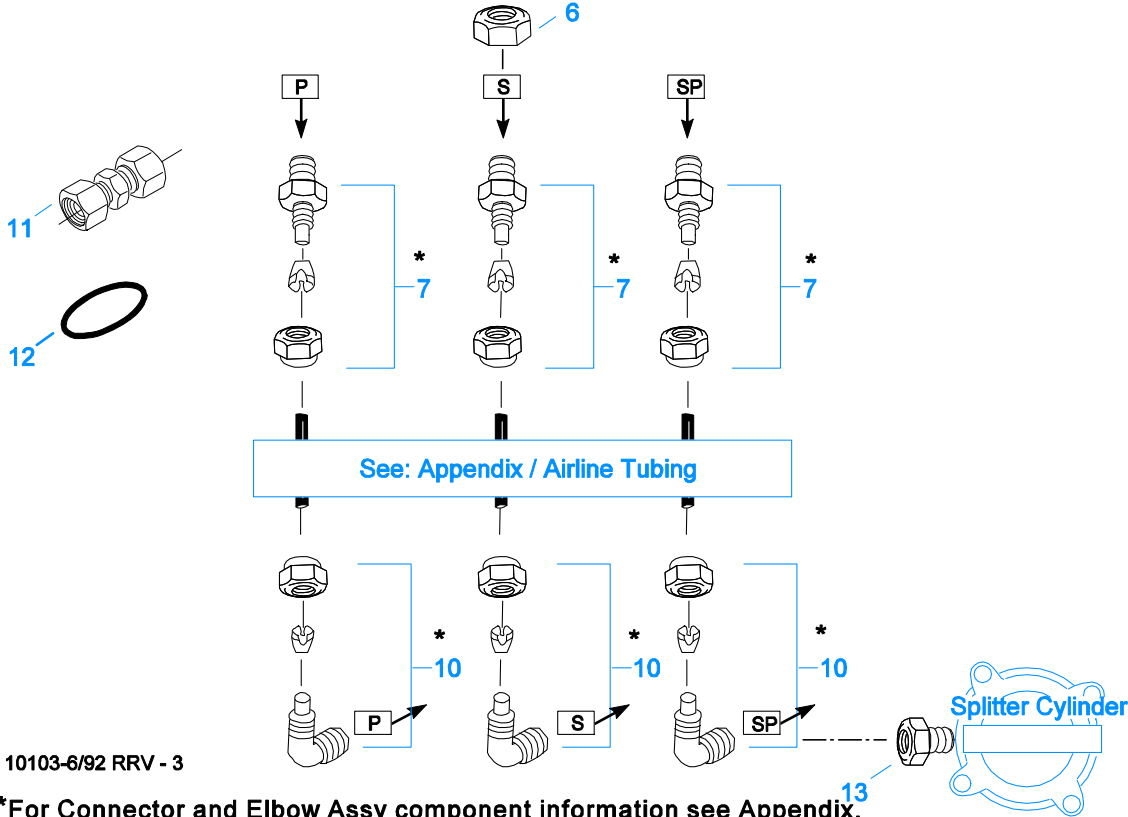 6
P
S
SP
11
*
7
*
7
*
7
12
See: Appendix / Airline Tubing
*
10
*
10
*
10
P
S
SP
Splitter Cylinder
13
10103-6/92 RRV - 3
*For Connector and Elbow Assy component information see Appendix.